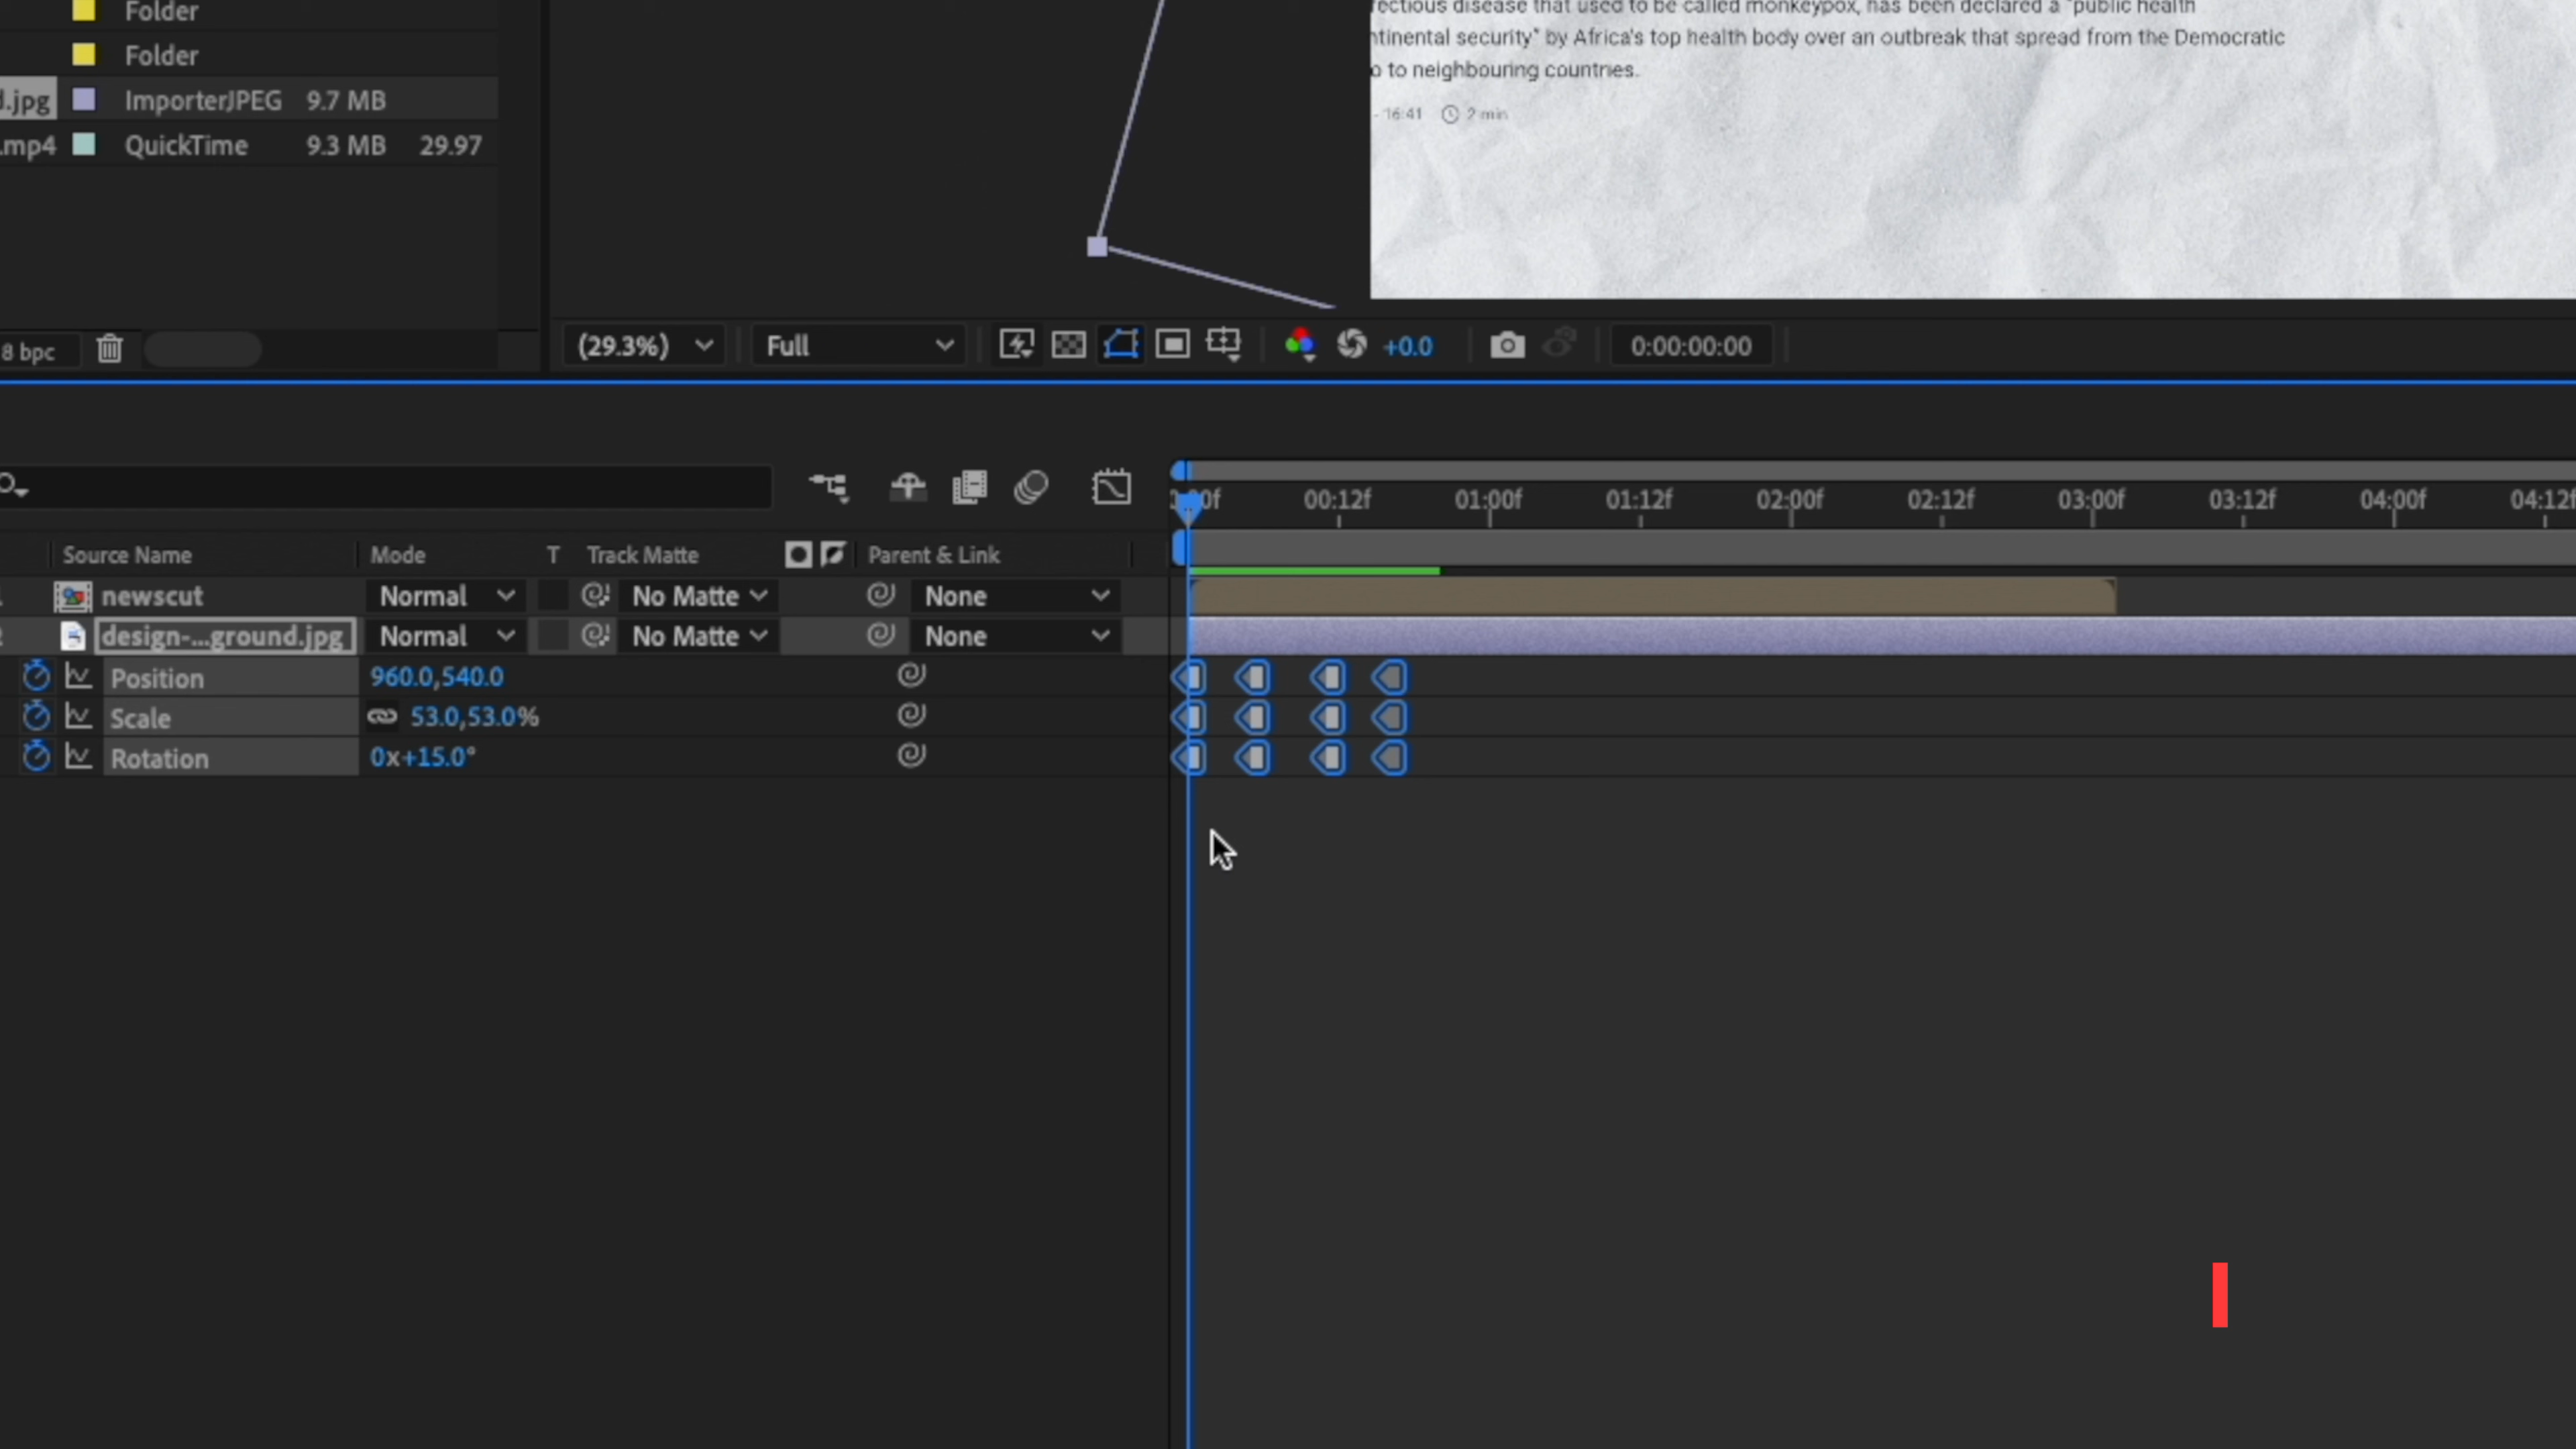 Folder
Folder
d.jpg ImporterJPEG 9.7 MB
.mp4 QuickTime 9.3 MB 29.97
fectious disease that used to be called monkeypox, has been declared a "public health
ntinental security" by Africa's top health body over an outbreak that spread from the Democratic
o to neighbouring countries.
- 16:41 2 min
8 bpc
(29.3%) Full +0.0 0:00:00:00
00:12f 01:00f 01:12f 02:00f 02:12f 03:00f 03:12f 04:00f 04:12f
Source Name Mode T Track Matte Parent & Link
newscut Normal No Matte None
design-...ground.jpg Normal No Matte None
Position 960.0,540.0
Scale 53.0,53.0%
Rotation 0x+15.0°